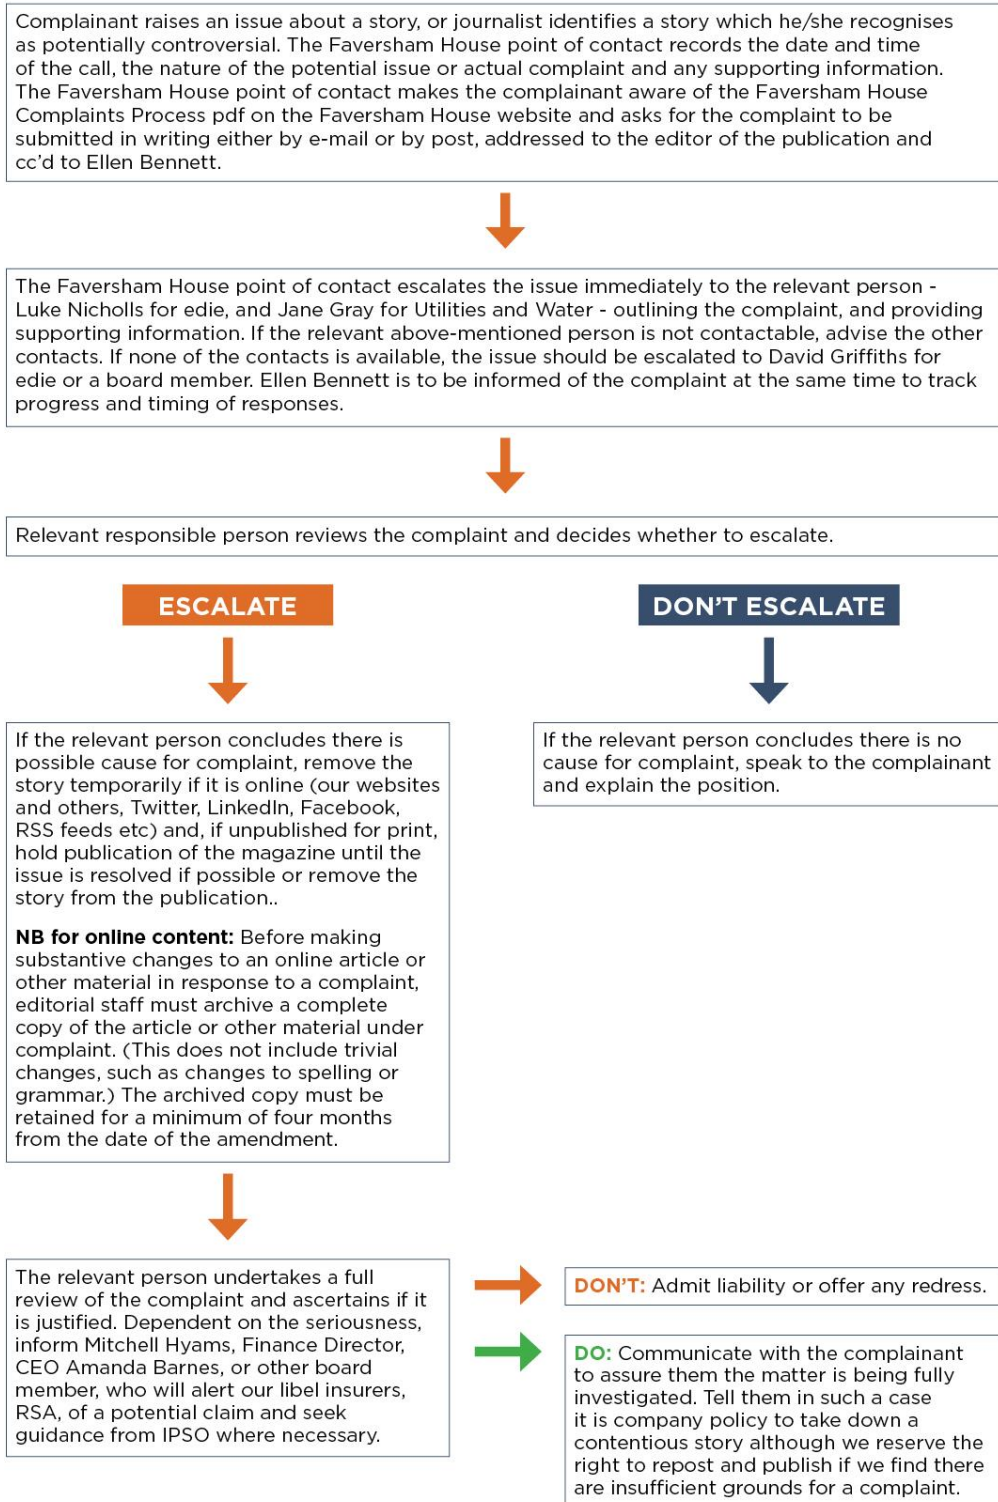 Complainant raises an issue about a story, or journalist identifies a story which he/she recognises
as potentially controversial. The Faversham House point of contact records the date and time
of the call, the nature of the potential issue or actual complaint and any supporting information.
The Faversham House point of contact makes the complainant aware of the Faversham House
Complaints Process pdf on the Faversham House website and asks for the complaint to be
submitted in writing either by e-mail or by post, addressed to the editor of the publication and
cc'd to Ellen Bennett.
The Faversham House point of contact escalates the issue immediately to the relevant person -
Luke Nicholls for edie, and Jane Gray for Utilities and Water - outlining the complaint, and providing
supporting information. If the relevant above-mentioned person is not contactable, advise the other
contacts. If none of the contacts is available, the issue should be escalated to David Griffiths for
edie or a board member. Ellen Bennett is to be informed of the complaint at the same time to track
progress and timing of responses.
Relevant responsible person reviews the complaint and decides whether to escalate.
ESCALATE
If the relevant person concludes there is
possible cause for complaint, remove the
story temporarily if it is online (our websites
and others, Twitter, LinkedIn, Facebook,
RSS feeds etc) and, if unpublished for print,
hold publication of the magazine until the
issue is resolved if possible or remove the
story from the publication..
NB for online content: Before making
substantive changes to an online article or
other material in response to a complaint,
editorial staff must archive a complete
copy of the article or other material under
complaint. (This does not include trivial
changes, such as changes to spelling or
grammar.) The archived copy must be
retained for a minimum of four months
from the date of the amendment.
DON'T ESCALATE
If the relevant person concludes there is no
cause for complaint, speak to the complainant
and explain the position.
The relevant person undertakes a full
review of the complaint and ascertains if it
is justified. Dependent on the seriousness,
inform Mitchell Hyams, Finance Director,
CEO Amanda Barnes, or other board
member, who will alert our libel insurers,
RSA, of a potential claim and seek
guidance from IPSO where necessary.
DON'T: Admit liability or offer any redress.
DO: Communicate with the complainant
to assure them the matter is being fully
investigated. Tell them in such a case
it is company policy to take down a
contentious story although we reserve the
right to repost and publish if we find there
are insufficient grounds for a complaint.